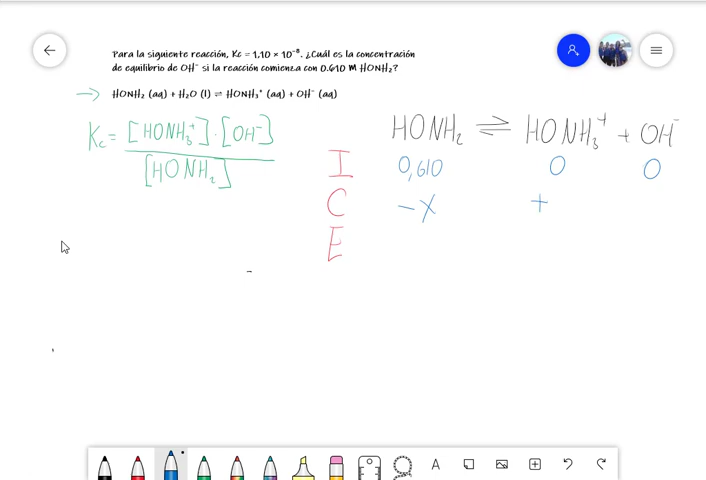 Para la siguiente reacción, Kc = 1.10 × 10⁻⁸. ¿Cuál es la concentración
de equilibrio de OH⁻ si la reacción comienza con 0.610 M HONH₂?
→ HONH₂ (aq) + H₂O (l) ⇌ HONH₃⁺ (aq) + OH⁻ (aq)
HONH₂ ⇌ HONH₃⁺ + OH⁻
Kc = [HONH₃⁺] · [OH⁻]
[HONH₂]
I 0,610 0 0
C -X +
E
A